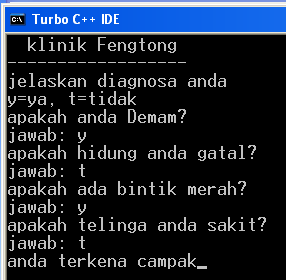 Turbo C++ IDE
klinik Fengtong
------------------
jelaskan diagnosa anda
y=ya, t=tidak
apakah anda Demam?
jawab: y
apakah hidung anda gatal?
jawab: t
apakah ada bintik merah?
jawab: y
apakah telinga anda sakit?
jawab: t
anda terkena campak_